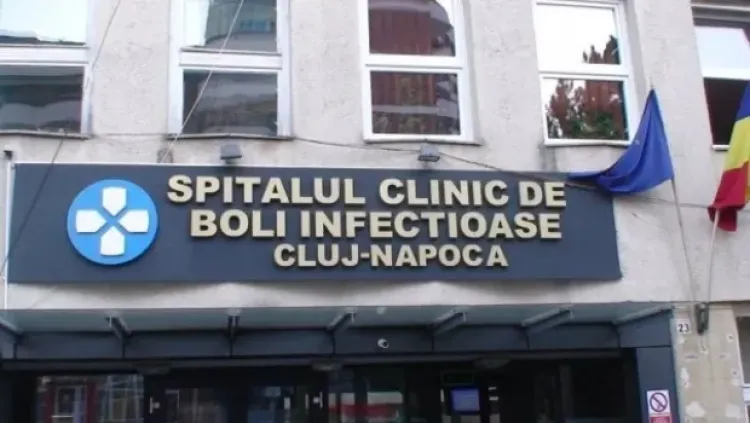 SPITALUL CLINIC DE
BOLI INFECTIOASE
CLUJ-NAPOCA
23